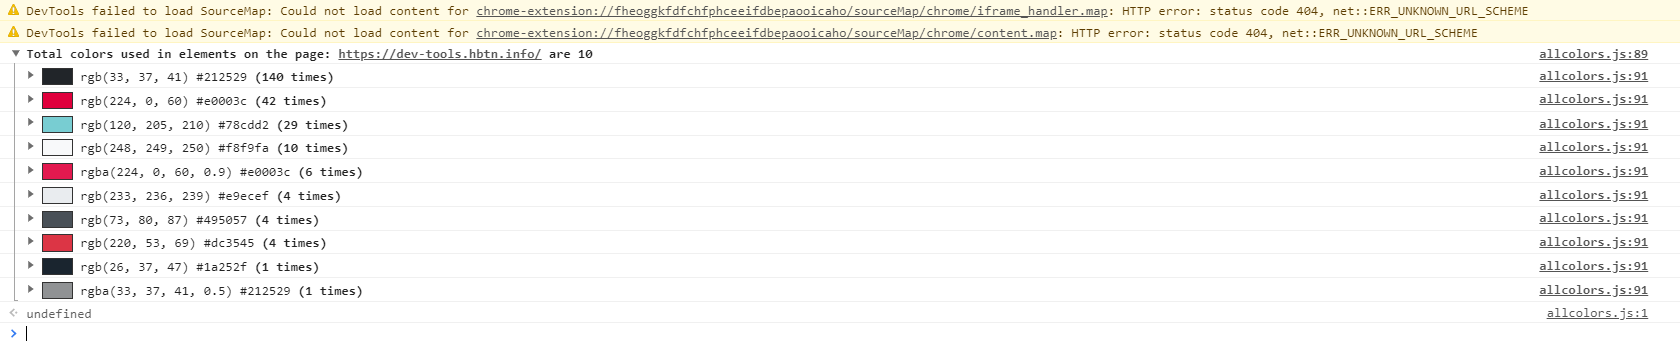 DevTools failed to load SourceMap: Could not load content for chrome-extension://fheoggkfdfchfphceeifdbepaooicaho/sourceMap/chrome/iframe_handler.map: HTTP error: status code 404, net::ERR_UNKNOWN_URL_SCHEME
DevTools failed to load SourceMap: Could not load content for chrome-extension://fheoggkfdfchfphceeifdbepaooicaho/sourceMap/chrome/content.map: HTTP error: status code 404, net::ERR_UNKNOWN_URL_SCHEME
Total colors used in elements on the page: https://dev-tools.hbtn.info/ are 10 allcolors.js:89
rgb(33, 37, 41) #212529 (140 times) allcolors.js:91
rgb(224, 0, 60) #e0003c (42 times) allcolors.js:91
rgb(120, 205, 210) #78cdd2 (29 times) allcolors.js:91
rgb(248, 249, 250) #f8f9fa (10 times) allcolors.js:91
rgba(224, 0, 60, 0.9) #e0003c (6 times) allcolors.js:91
rgb(233, 236, 239) #e9ecef (4 times) allcolors.js:91
rgb(73, 80, 87) #495057 (4 times) allcolors.js:91
rgb(220, 53, 69) #dc3545 (4 times) allcolors.js:91
rgb(26, 37, 47) #1a252f (1 times) allcolors.js:91
rgba(33, 37, 41, 0.5) #212529 (1 times) allcolors.js:91
undefined allcolors.js:1